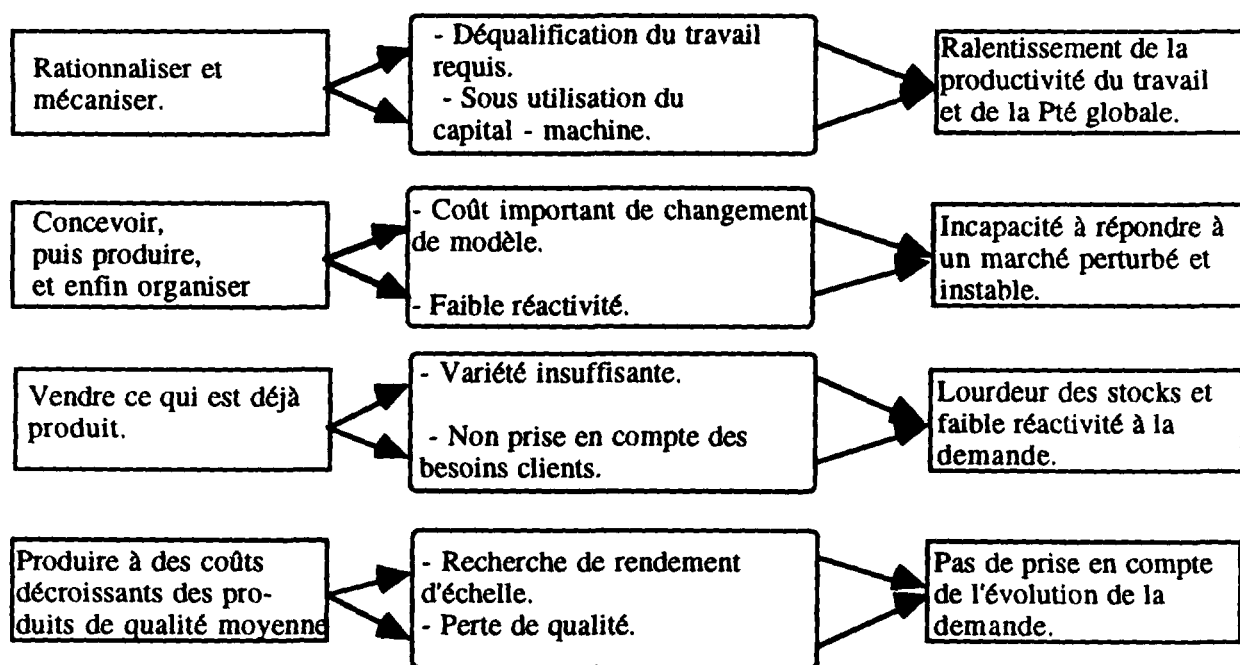 Rationnaliser et
mécaniser.
- Déqualification du travail
requis.
- Sous utilisation du
capital - machine.
Ralentissement de la
productivité du travail
et de la Pté globale.
Concevoir,
puis produire,
et enfin organiser
- Coût important de changement
de modèle.
- Faible réactivité.
Incapacité à répondre à
un marché perturbé et
instable.
Vendre ce qui est déjà
produit.
- Variété insuffisante.
- Non prise en compte des
besoins clients.
Lourdeur des stocks et
faible réactivité à la
demande.
Produire à des coûts
décroissants des pro-
duits de qualité moyenne
- Recherche de rendement
d'échelle.
- Perte de qualité.
Pas de prise en compte
de l'évolution de la
demande.